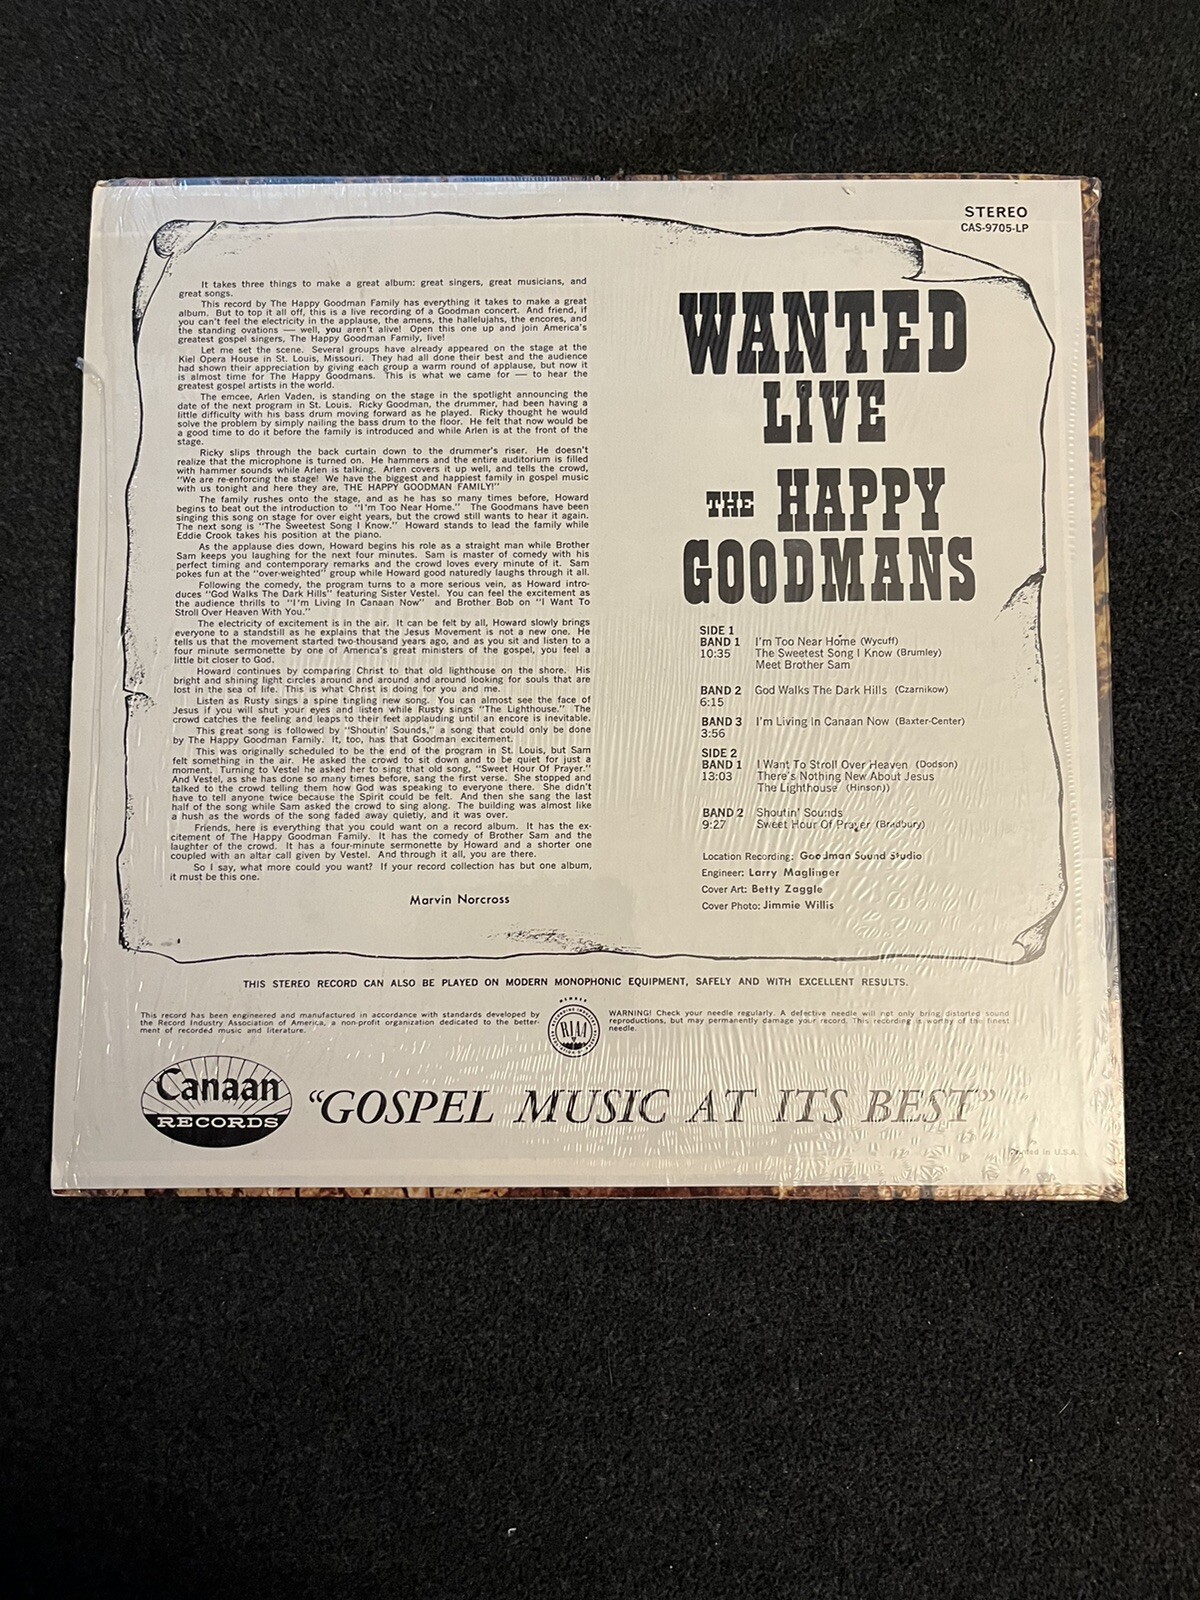 STEREO
CAS-9705-LP
It takes three things to make a great album: great singers, great musicians, and
great songs.
This record by The Happy Goodman Family has everything it takes to make a great
album. But to top it all off, this is a live recording of a Goodman concert. And friend, if
you can't feel the electricity in the applause, the amens, the hallelujahs, the encores, and
the standing ovations — well, you aren't alive! Open this one up and join America's
greatest gospel singers, The Happy Goodman Family, live!
Let me set the scene. Several groups have already appeared on the stage at the
Kiel Opera House in St. Louis, Missouri. They had all done their best and the audience
had shown their appreciation by giving each group a warm round of applause, but now it
is almost time for The Happy Goodmans. This is what we came for — to hear the
greatest gospel artists in the world.
The emcee, Arlen Vaden, is standing on the stage in the spotlight announcing the
date of the next program in St. Louis. Ricky Goodman, the drummer, had been having a
little difficulty with his bass drum moving forward as he played. Ricky thought he would
solve the problem by simply nailing the bass drum to the floor. He felt that now would be
a good time to do it before the family is introduced and while Arlen is at the front of the
stage.
Ricky slips through the back curtain down to the drummer's riser. He doesn't
realize that the microphone is turned on. He hammers and the entire auditorium is filled
with hammer sounds while Arlen is talking. Arlen covers it up well, and tells the crowd,
"We are re-enforcing the stage! We have the biggest and happiest family in gospel music
with us tonight and here they are, THE HAPPY GOODMAN FAMILY!"
The family rushes onto the stage, and as he has so many times before, Howard
begins to beat out the introduction to "I'm Too Near Home." The Goodmans have been
singing this song on stage for over eight years, but the crowd still wants to hear it again.
The next song is "The Sweetest Song I Know." Howard stands to lead the family while
Eddie Crook takes his position at the piano.
As the applause dies down, Howard begins his role as a straight man while Brother
Sam keeps you laughing for the next four minutes. Sam is master of comedy with his
perfect timing and contemporary remarks and the crowd loves every minute of it. Sam
pokes fun at the "over-weighted" group while Howard good naturedly laughs through it all.
Following the comedy, the program turns to a more serious vein, as Howard intro-
duces "God Walks The Dark Hills" featuring Sister Vestel. You can feel the excitement as
the audience thrills to "I'm Living In Canaan Now" and Brother Bob on "I Want To
Stroll Over Heaven With You."
The electricity of excitement is in the air. It can be felt by all, Howard slowly brings
everyone to a standstill as he explains that the Jesus Movement is not a new one. He
tells us that the movement started two-thousand years ago, and as you sit and listen to a
four minute sermonette by one of America's great ministers of the gospel, you feel a
little bit closer to God.
Howard continues by comparing Christ to that old lighthouse on the shore. His
bright and shining light circles around and around and around looking for souls that are
lost in the sea of life. This is what Christ is doing for you and me.
Listen as Rusty sings a spine tingling new song. You can almost see the face of
Jesus if you will shut your eyes and listen while Rusty sings "The Lighthouse." The
crowd catches the feeling and leaps to their feet applauding until an encore is inevitable.
This great song is followed by "Shoutin' Sounds," a song that could only be done
by The Happy Goodman Family. It, too, has that Goodman excitement.
This was originally scheduled to be the end of the program in St. Louis, but Sam
felt something in the air. He asked the crowd to sit down and to be quiet for just a
moment. Turning to Vestel he asked her to sing that old song, "Sweet Hour Of Prayer."
And Vestel, as she has done so many times before, sang the first verse. She stopped and
talked to the crowd telling them how God was speaking to everyone there. She didn't
have to tell anyone twice because the Spirit could be felt. And then she sang the last
half of the song while Sam asked the crowd to sing along. The building was almost like
a hush as the words of the song faded away quietly, and it was over.
Friends, here is everything that you could want on a record album. It has the ex-
citement of The Happy Goodman Family. It has the comedy of Brother Sam and the
laughter of the crowd. It has a four-minute sermonette by Howard and a shorter one
coupled with an altar call given by Vestel. And through it all, you are there.
So I say, what more could you want? If your record collection has but one album,
it must be this one.
Marvin Norcross
WANTED
LIVE
THE HAPPY
GOODMANS
SIDE 1
BAND 1 I'm Too Near Home (Wycuff)
10:35 The Sweetest Song I Know (Brumley)
Meet Brother Sam
BAND 2 God Walks The Dark Hills (Czarnikow)
6:15
BAND 3 I'm Living In Canaan Now (Baxter-Center)
3:56
SIDE 2
BAND 1 I Want To Stroll Over Heaven (Dodson)
13:03 There's Nothing New About Jesus
The Lighthouse (Hinson))
BAND 2 Shoutin' Sounds
9:27 Sweet Hour Of Prayer (Bradbury)
Location Recording: Goodman Sound Studio
Engineer: Larry Maglinger
Cover Art: Betty Zaggle
Cover Photo: Jimmie Willis
THIS STEREO RECORD CAN ALSO BE PLAYED ON MODERN MONOPHONIC EQUIPMENT, SAFELY AND WITH EXCELLENT RESULTS.
This record has been engineered and manufactured in accordance with standards developed by
the Record Industry Association of America, a non-profit organization dedicated to the better-
ment of recorded music and literature.
MEMBER
RIAA
WARNING! Check your needle regularly. A defective needle will not only bring distorted sound
reproductions, but may permanently damage your record. This recording is worthy of the finest
needle.
Canaan
RECORDS
"GOSPEL MUSIC AT ITS BEST"
Printed in U.S.A.